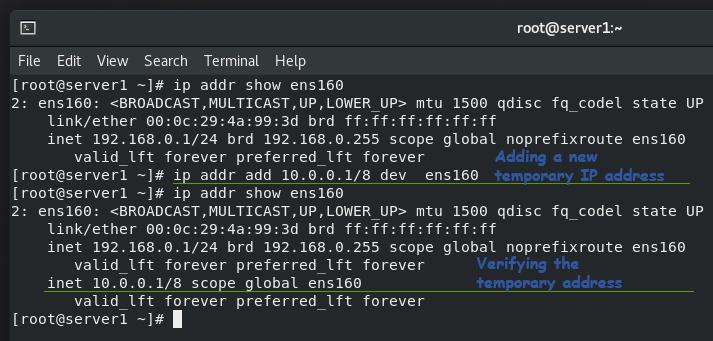 root@server1:~
File Edit View Search Terminal Help
[root@server1 ~]# ip addr show ens160
2: ens160: <BROADCAST,MULTICAST,UP,LOWER_UP> mtu 1500 qdisc fq_codel state UP
    link/ether 00:0c:29:4a:99:3d brd ff:ff:ff:ff:ff:ff
    inet 192.168.0.1/24 brd 192.168.0.255 scope global noprefixroute ens160
       valid_lft forever preferred_lft forever
Adding a new
[root@server1 ~]# ip addr add 10.0.0.1/8 dev  ens160
temporary IP address
[root@server1 ~]# ip addr show ens160
2: ens160: <BROADCAST,MULTICAST,UP,LOWER_UP> mtu 1500 qdisc fq_codel state UP
    link/ether 00:0c:29:4a:99:3d brd ff:ff:ff:ff:ff:ff
    inet 192.168.0.1/24 brd 192.168.0.255 scope global noprefixroute ens160
       valid_lft forever preferred_lft forever
Verifying the
temporary address
    inet 10.0.0.1/8 scope global ens160
       valid_lft forever preferred_lft forever
[root@server1 ~]#